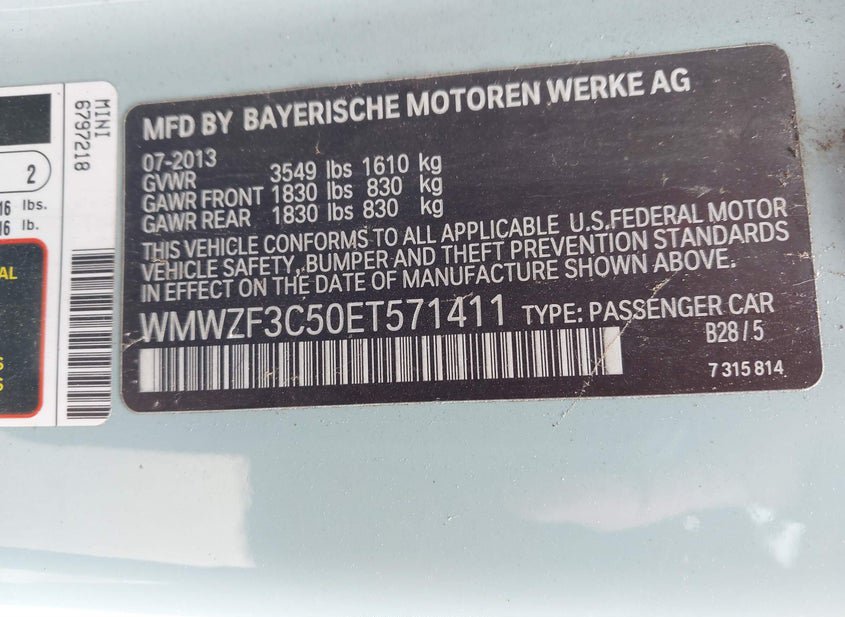 MINI
6797218
2
16 lbs.
16 lb.
AL
S
S
MFD BY BAYERISCHE MOTOREN WERKE AG
07-2013
GVWR 3549 lbs 1610 kg
GAWR FRONT 1830 lbs 830 kg
GAWR REAR 1830 lbs 830 kg
THIS VEHICLE CONFORMS TO ALL APPLICABLE U.S.FEDERAL MOTOR
VEHICLE SAFETY, BUMPER AND THEFT PREVENTION STANDARDS
IN EFFECT ON THE DATE OF MANUFACTURE SHOWN ABOVE.
WMWZF3C50ET571411 TYPE: PASSENGER CAR
B28/5
7 315 814